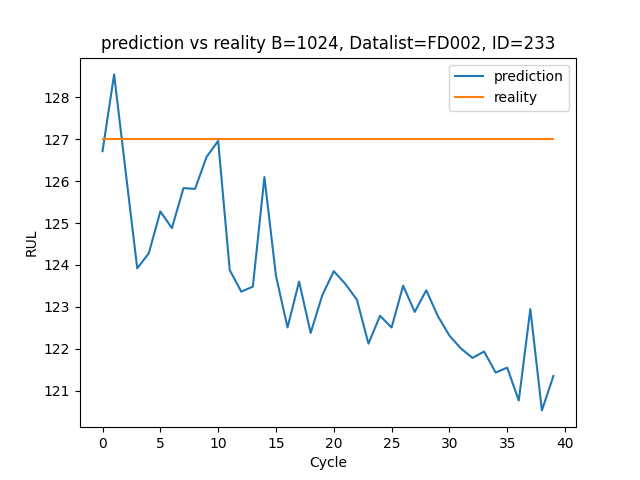 prediction vs reality B=1024, Datalist=FD002, ID=233
prediction
reality
128
127
126
125
124
123
122
121
RUL
0 5 10 15 20 25 30 35 40
Cycle